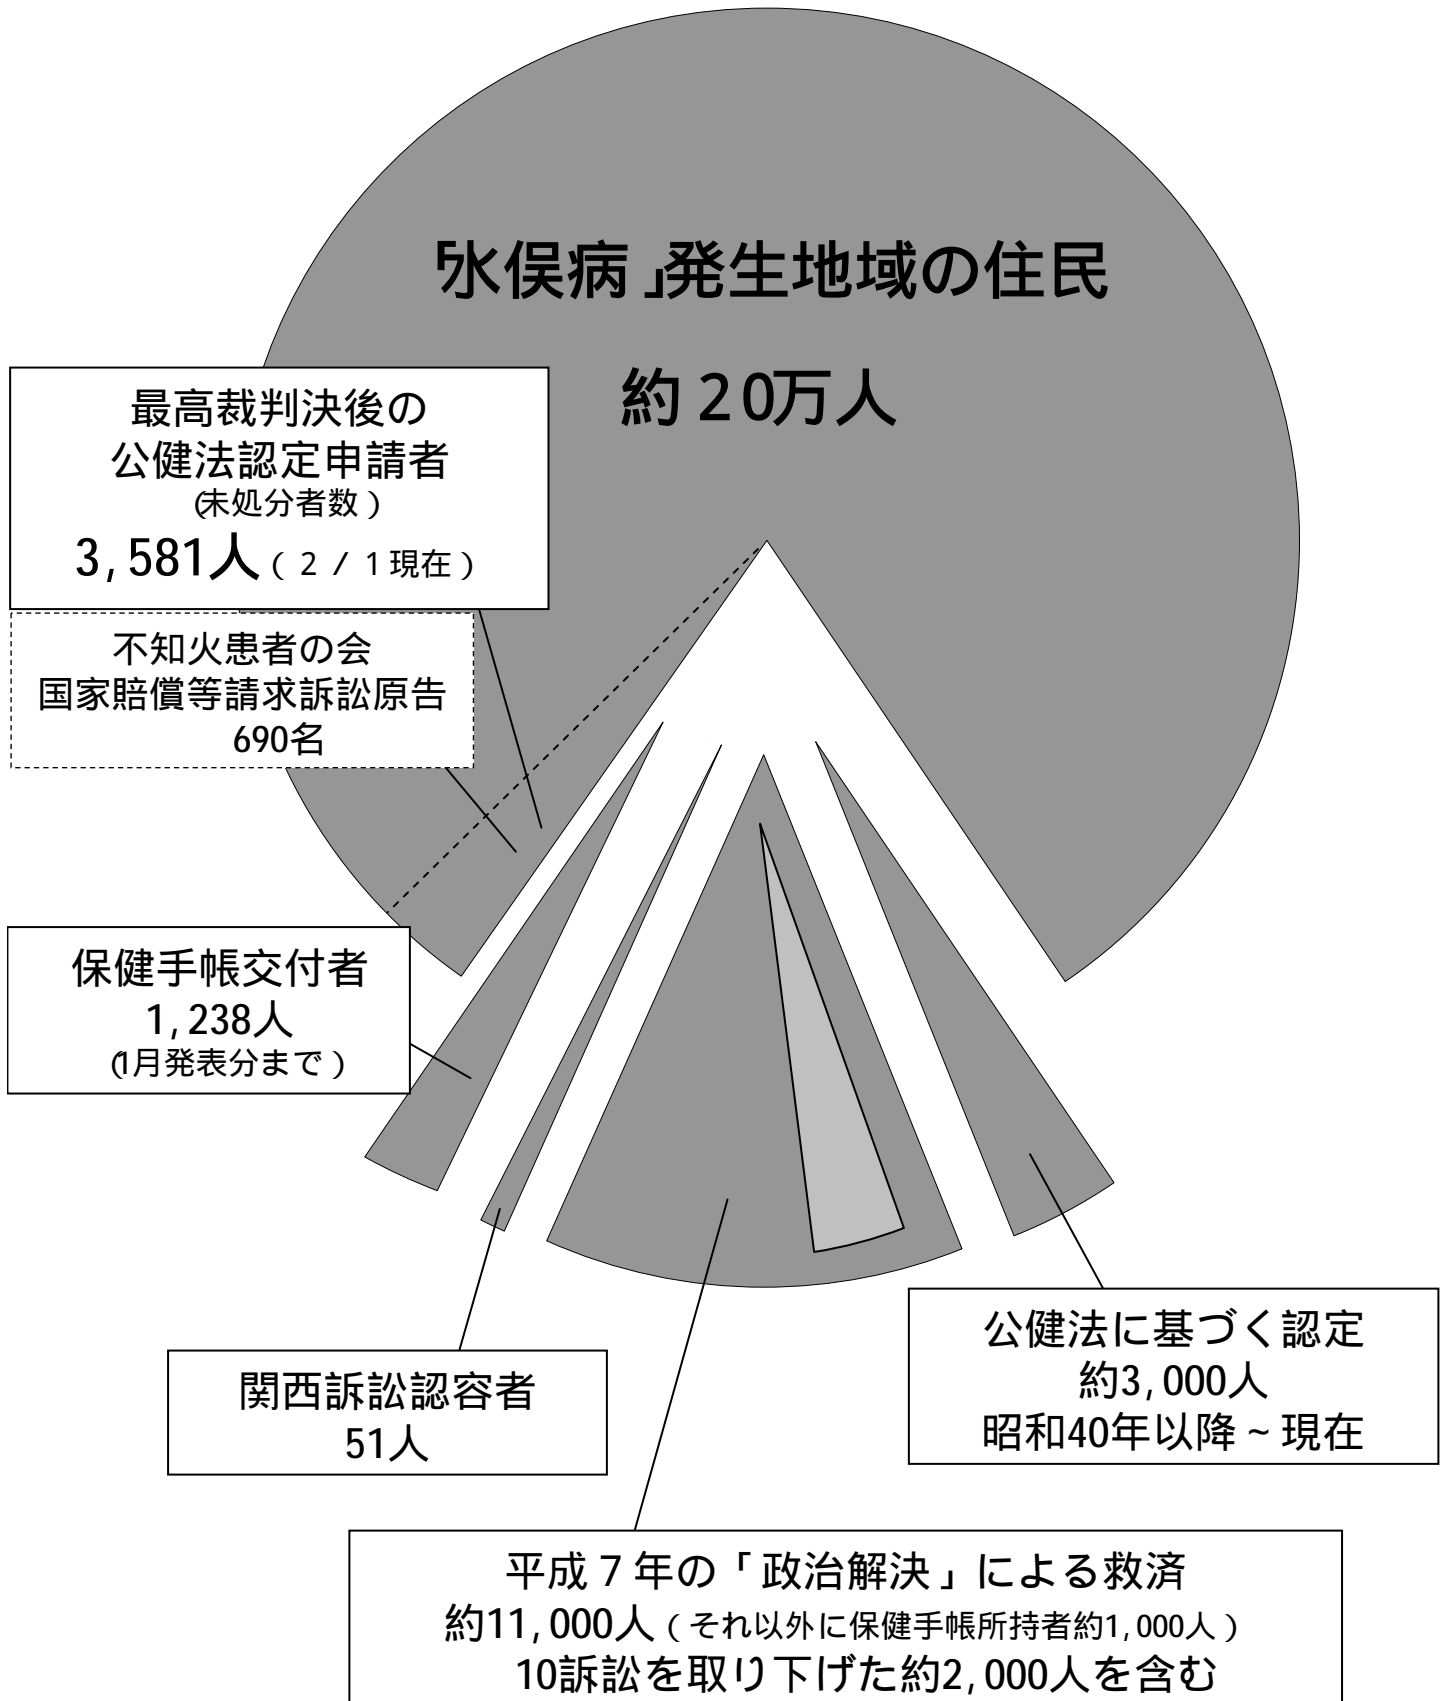 「水俣病」発生地域の住民
約20万人
最高裁判決後の
公健法認定申請者
(未処分者数)
3,581人(2/1現在)
不知火患者の会
国家賠償等請求訴訟原告
690名
保健手帳交付者
1,238人
(1月発表分まで)
関西訴訟認容者
51人
公健法に基づく認定
約3,000人
昭和40年以降~現在
平成7年の「政治解決」による救済
約11,000人(それ以外に保健手帳所持者約1,000人)
10訴訟を取り下げた約2,000人を含む